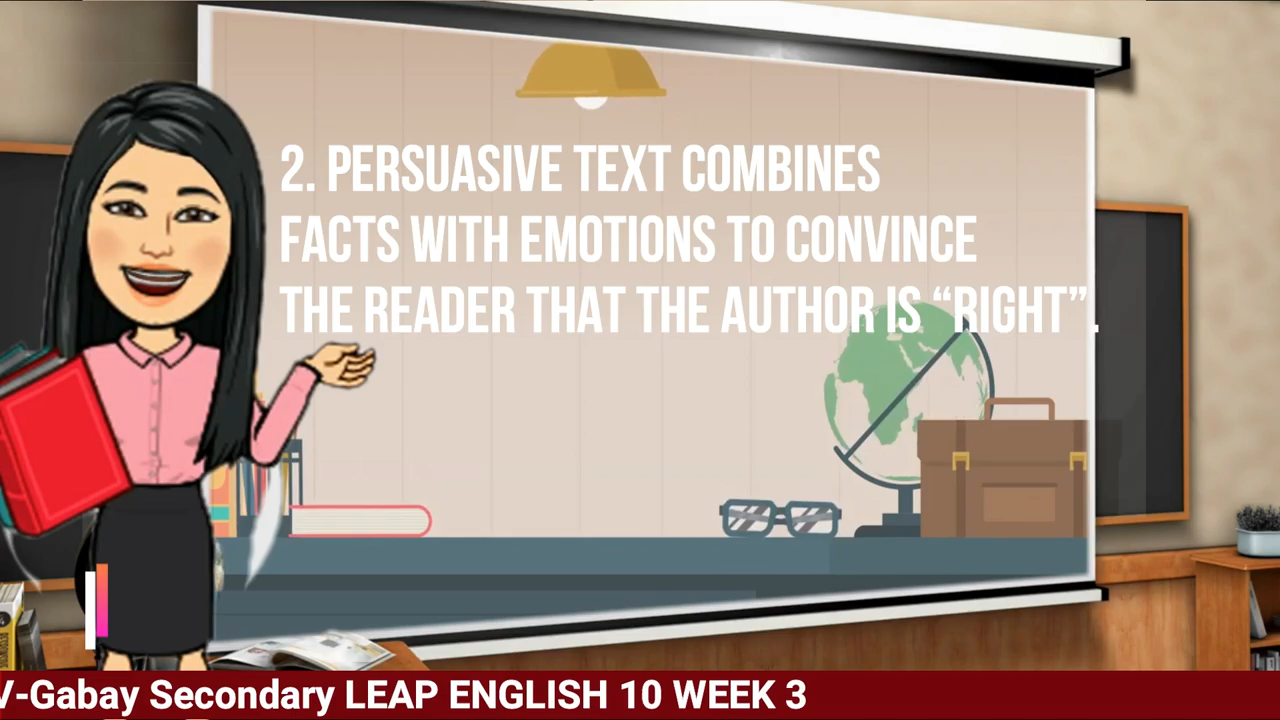 2. PERSUASIVE TEXT COMBINES
FACTS WITH EMOTIONS TO CONVINCE
THE READER THAT THE AUTHOR IS “RIGHT”.
V-Gabay Secondary LEAP ENGLISH 10 WEEK 3